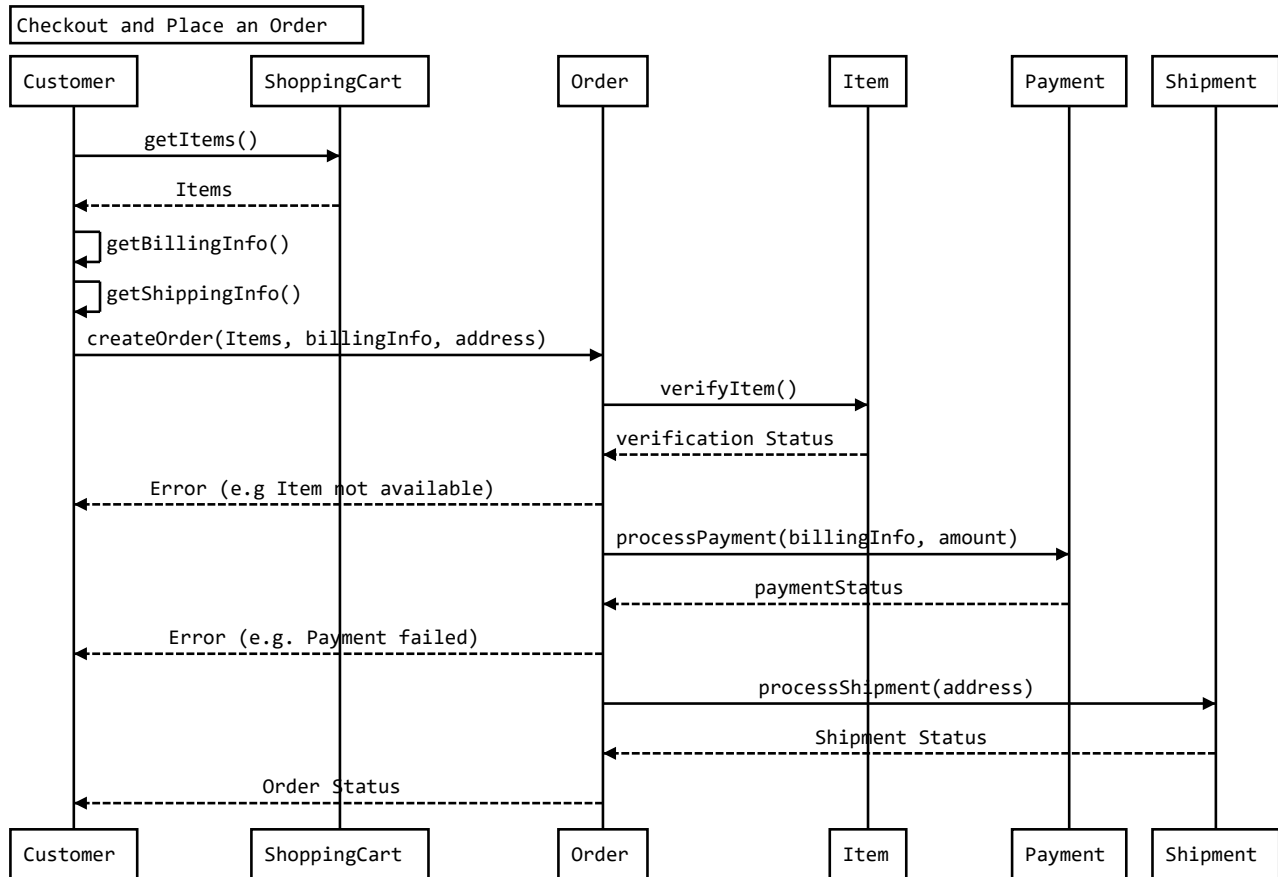 Checkout and Place an Order
Customer ShoppingCart Order Item Payment Shipment
getItems()
Items
getBillingInfo()
getShippingInfo()
createOrder(Items, billingInfo, address)
verifyItem()
verification Status
Error (e.g Item not available)
processPayment(billingInfo, amount)
paymentStatus
Error (e.g. Payment failed)
processShipment(address)
Shipment Status
Order Status
Customer ShoppingCart Order Item Payment Shipment